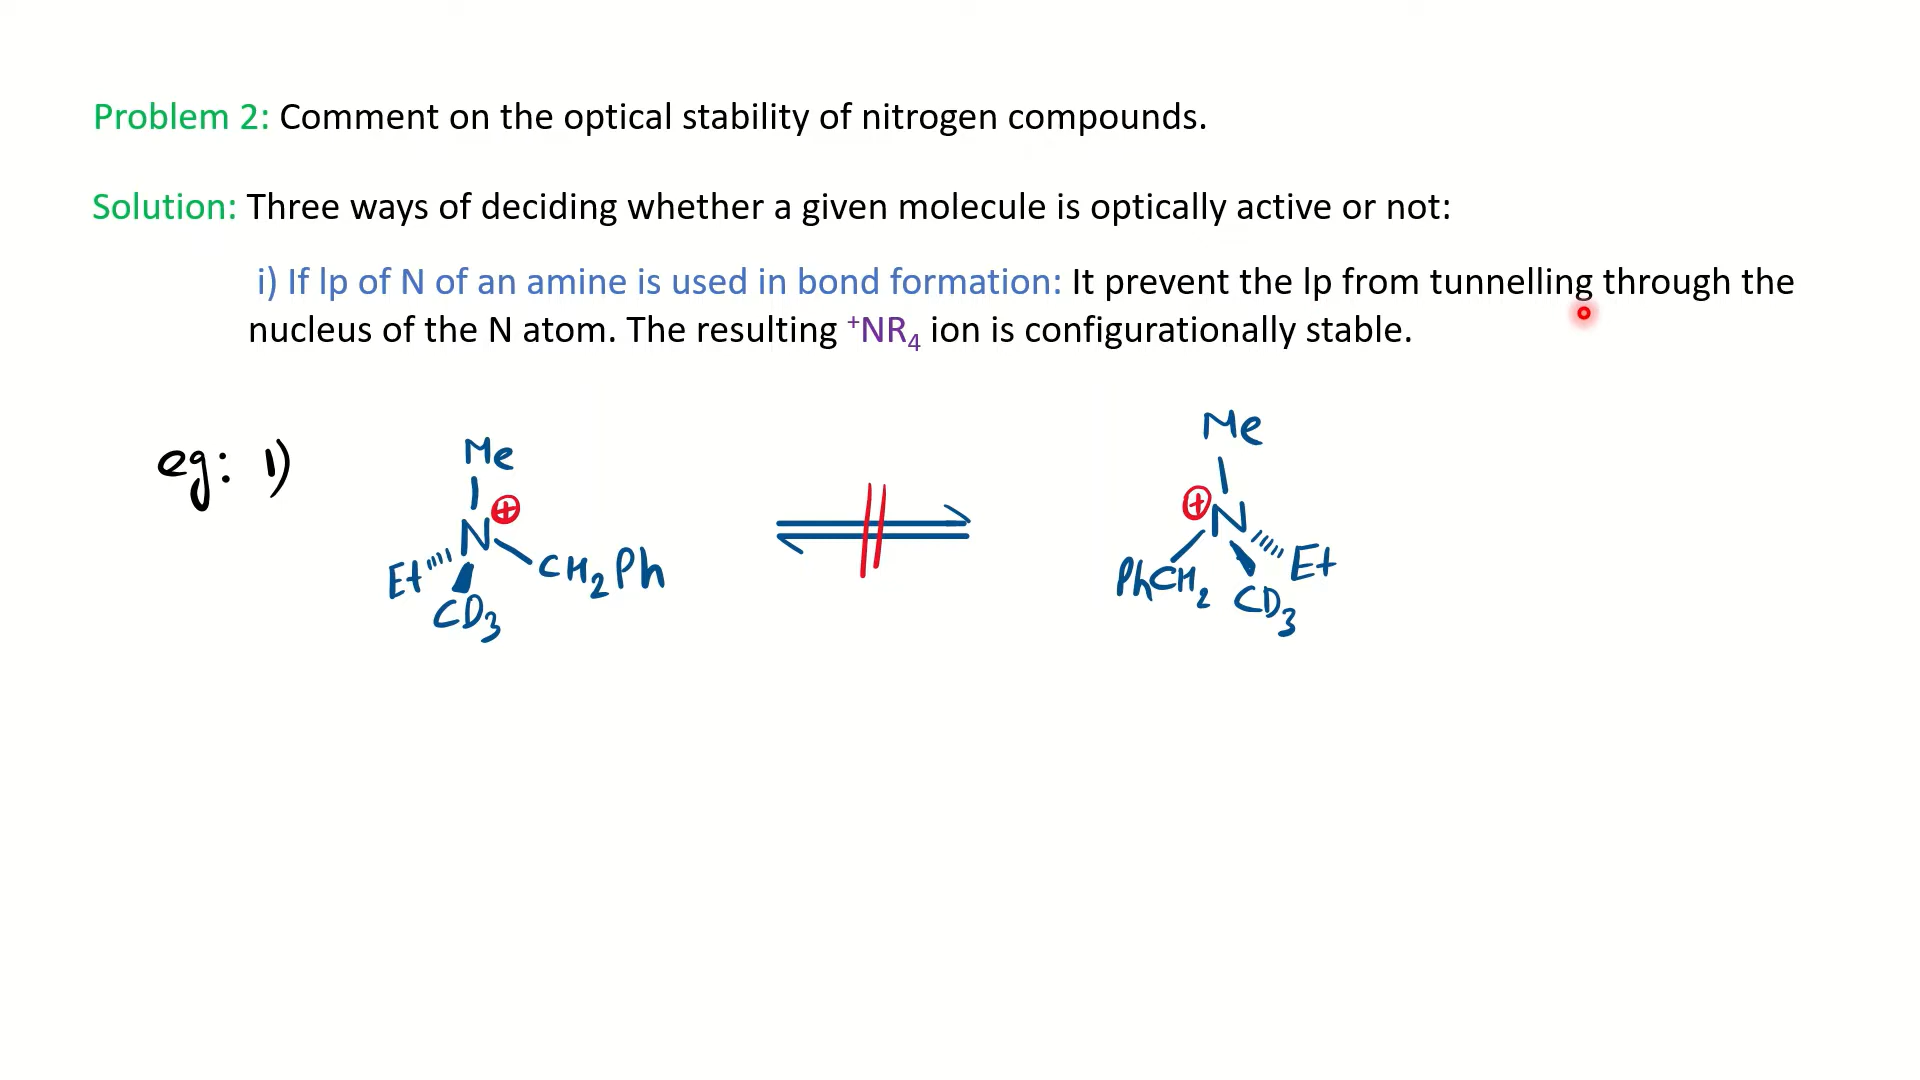 Problem 2: Comment on the optical stability of nitrogen compounds.
Solution: Three ways of deciding whether a given molecule is optically active or not:
i) If lp of N of an amine is used in bond formation: It prevent the lp from tunnelling through the
nucleus of the N atom. The resulting ⁺NR₄ ion is configurationally stable.
eg: 1)
Me
N ⊕
Et
CH₂Ph
CD₃
Me
⊕ N
PhCH₂
Et
CD₃